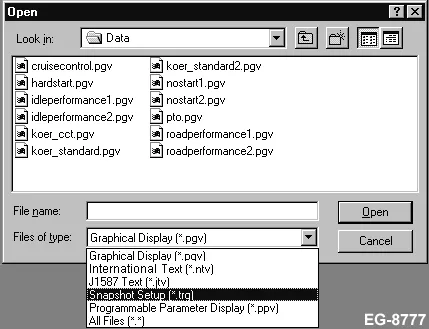 Open
Look in: Data
cruisecontrol.pgv koer_standard2.pgv
hardstart.pgv nostart1.pgv
idleperformance1.pgv nostart2.pgv
idleperformance2.pgv pto.pgv
koer_cct.pgv roadperformance1.pgv
koer_standard.pgv roadperformance2.pgv
File name: Open
Files of type: Graphical Display (*.pgv) Cancel
Graphical Display (*.pgv)
International Text (*.ntv)
J1587 Text (*.jtv)
Snapshot Setup (*.trg)
Programmable Parameter Display (*.ppv)
All Files (*.*)
EG-8777